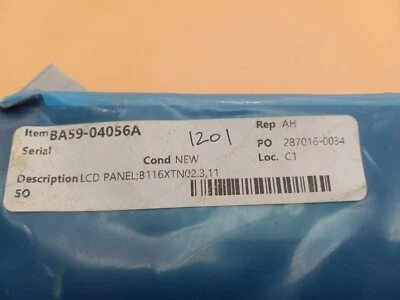 Item BA59-04056A
Serial
1201
Rep AH
PO 287016-0034
Cond NEW
Loc. C1
Description LCD PANEL;B116XTN02.3,11
SO